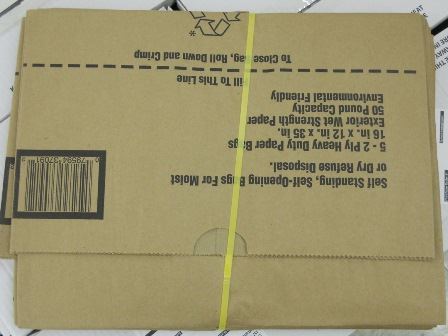 Self Standing, Self-Opening Bags For Moist
or Dry Refuse Disposal.
5 - 2 Ply Heavy Duty Paper Bags
16 in. x 12 in. x 35 in.
Exterior Wet Strength Paper
50 Pound Capacity
Environmental Friendly
Fill To This Line
To Close Bag, Roll Down and Crimp